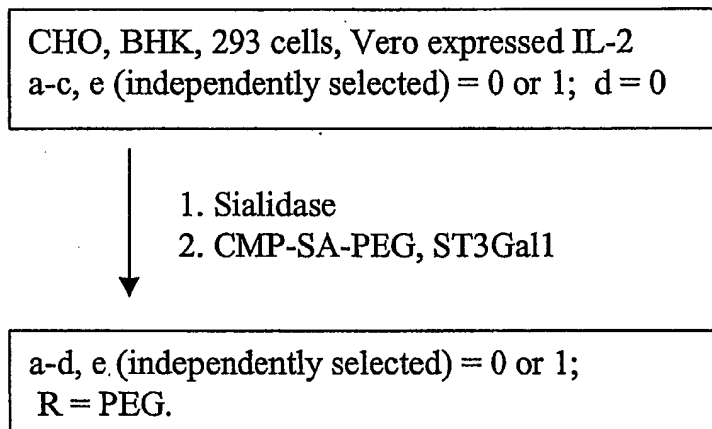 CHO, BHK, 293 cells, Vero expressed IL-2
a-c, e (independently selected) = 0 or 1; d = 0
1. Sialidase
2. CMP-SA-PEG, ST3Gal1
a-d, e (independently selected) = 0 or 1;
R = PEG.